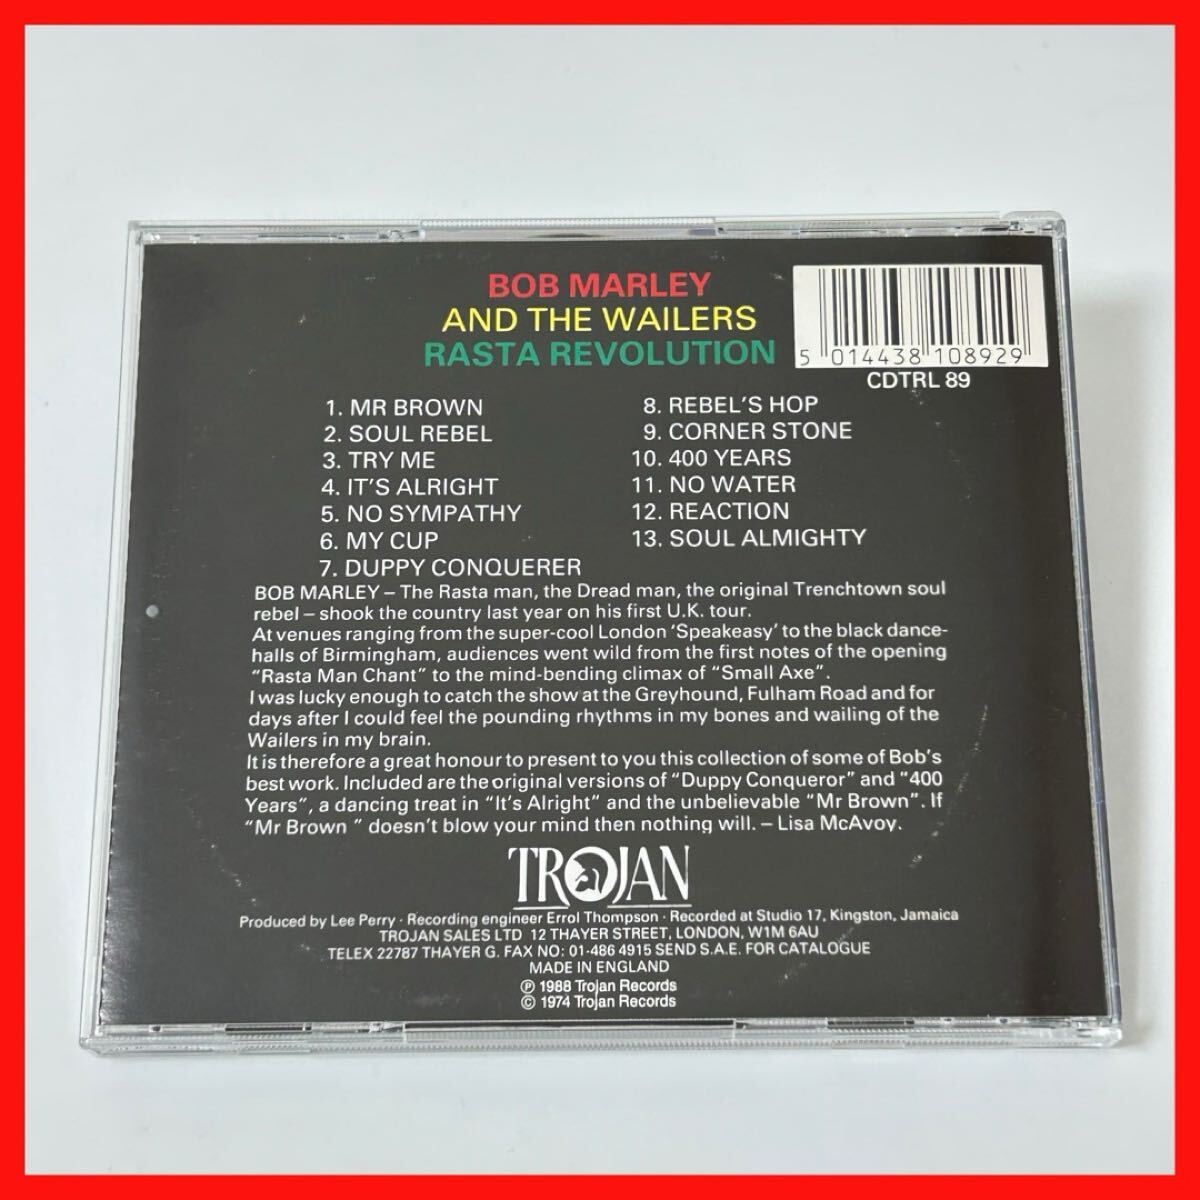 BOB MARLEY
AND THE WAILERS
RASTA REVOLUTION
5 014438 108929
CDTRL 89
1. MR BROWN
2. SOUL REBEL
3. TRY ME
4. IT'S ALRIGHT
5. NO SYMPATHY
6. MY CUP
7. DUPPY CONQUERER
8. REBEL'S HOP
9. CORNER STONE
10. 400 YEARS
11. NO WATER
12. REACTION
13. SOUL ALMIGHTY
BOB MARLEY – The Rasta man, the Dread man, the original Trenchtown soul
rebel – shook the country last year on his first U.K. tour.
At venues ranging from the super-cool London 'Speakeasy' to the black dance-
halls of Birmingham, audiences went wild from the first notes of the opening
"Rasta Man Chant" to the mind-bending climax of "Small Axe".
I was lucky enough to catch the show at the Greyhound, Fulham Road and for
days after I could feel the pounding rhythms in my bones and wailing of the
Wailers in my brain.
It is therefore a great honour to present to you this collection of some of Bob's
best work. Included are the original versions of "Duppy Conqueror" and "400
Years", a dancing treat in "It's Alright" and the unbelievable "Mr Brown". If
"Mr Brown " doesn't blow your mind then nothing will. – Lisa McAvoy.
TROJAN
Produced by Lee Perry · Recording engineer Errol Thompson · Recorded at Studio 17, Kingston, Jamaica
TROJAN SALES LTD 12 THAYER STREET, LONDON, W1M 6AU
TELEX 22787 THAYER G. FAX NO: 01-486 4915 SEND S.A.E. FOR CATALOGUE
MADE IN ENGLAND
℗ 1988 Trojan Records
© 1974 Trojan Records